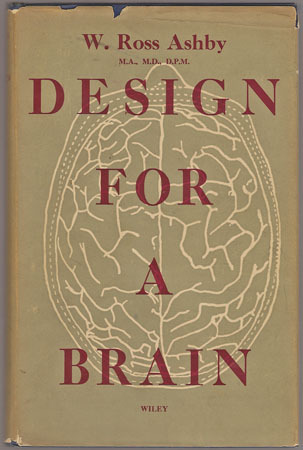 W. Ross Ashby
M.A., M.D., D.P.M.
DESIGN
FOR
A
BRAIN
WILEY